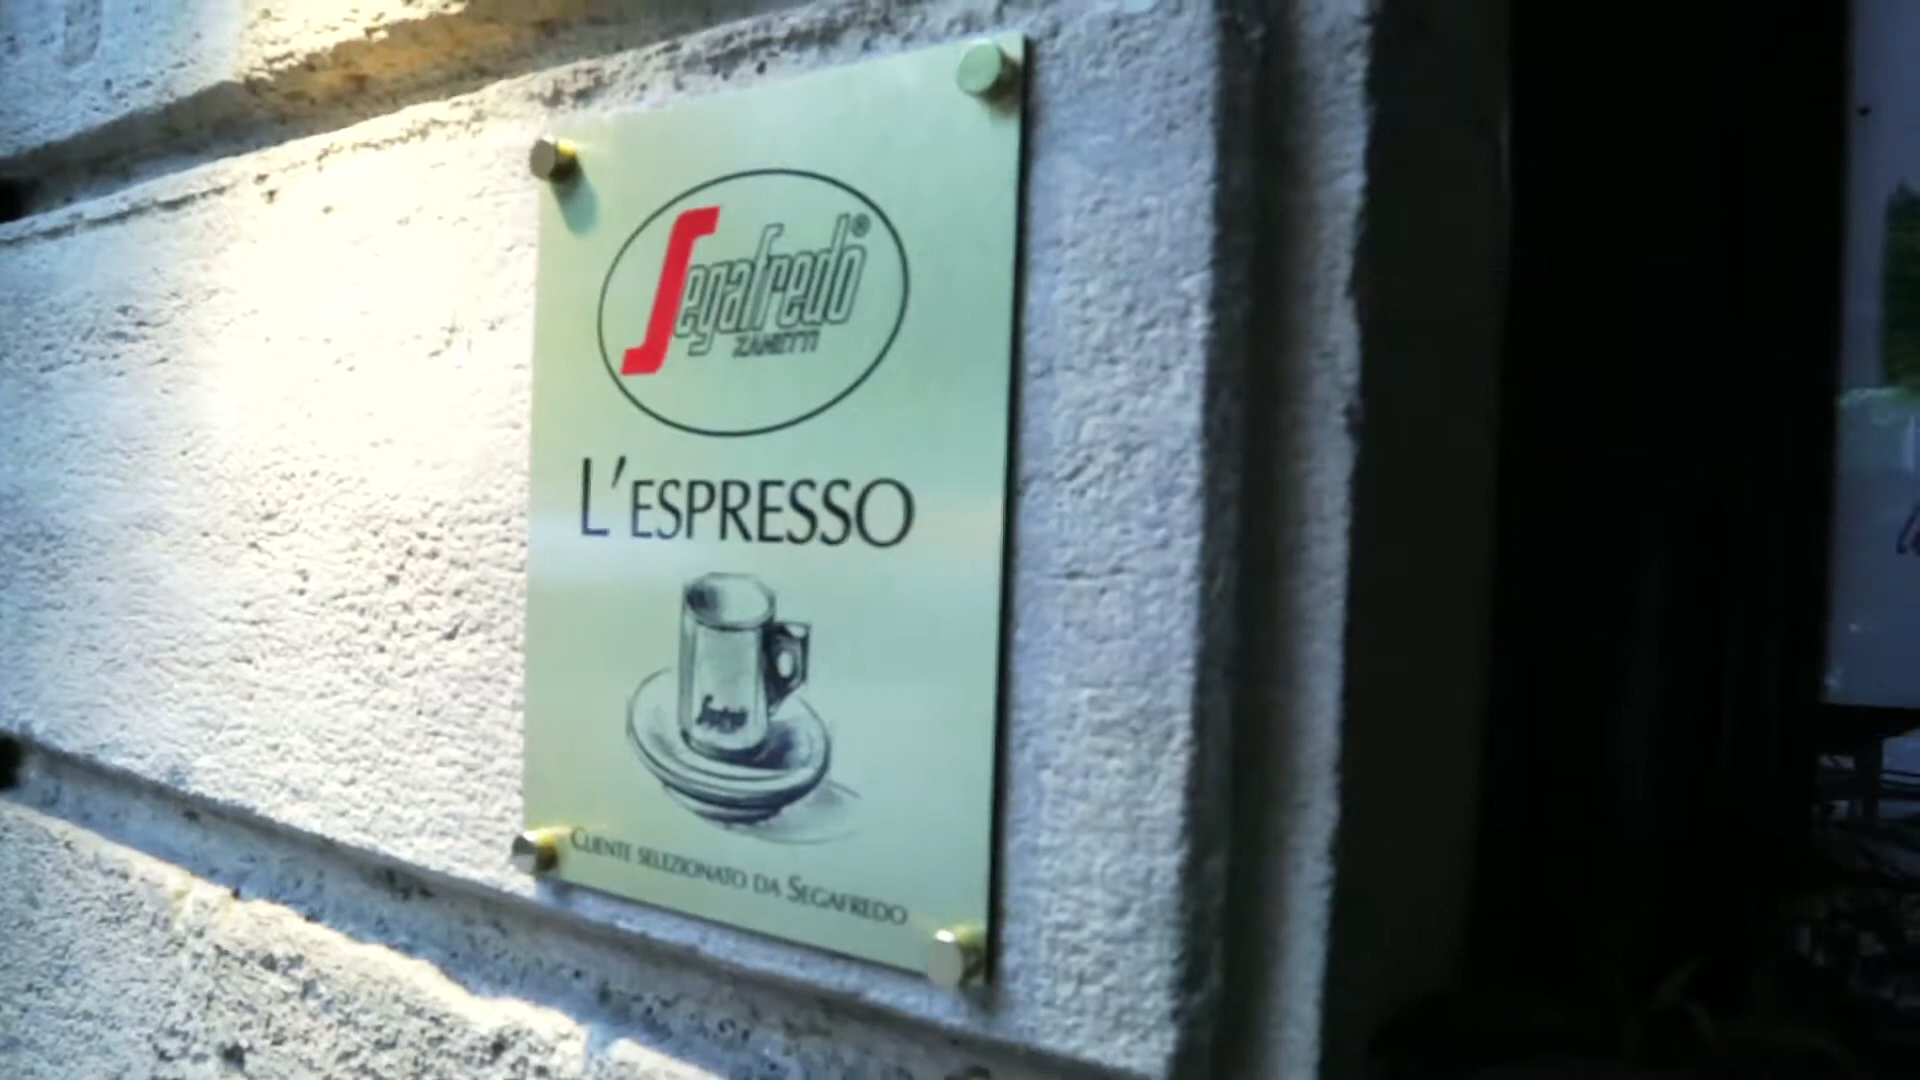 Segafredo®
ZANETTI
L'ESPRESSO
Segafredo
CLIENTE SELEZIONATO DA SEGAFREDO